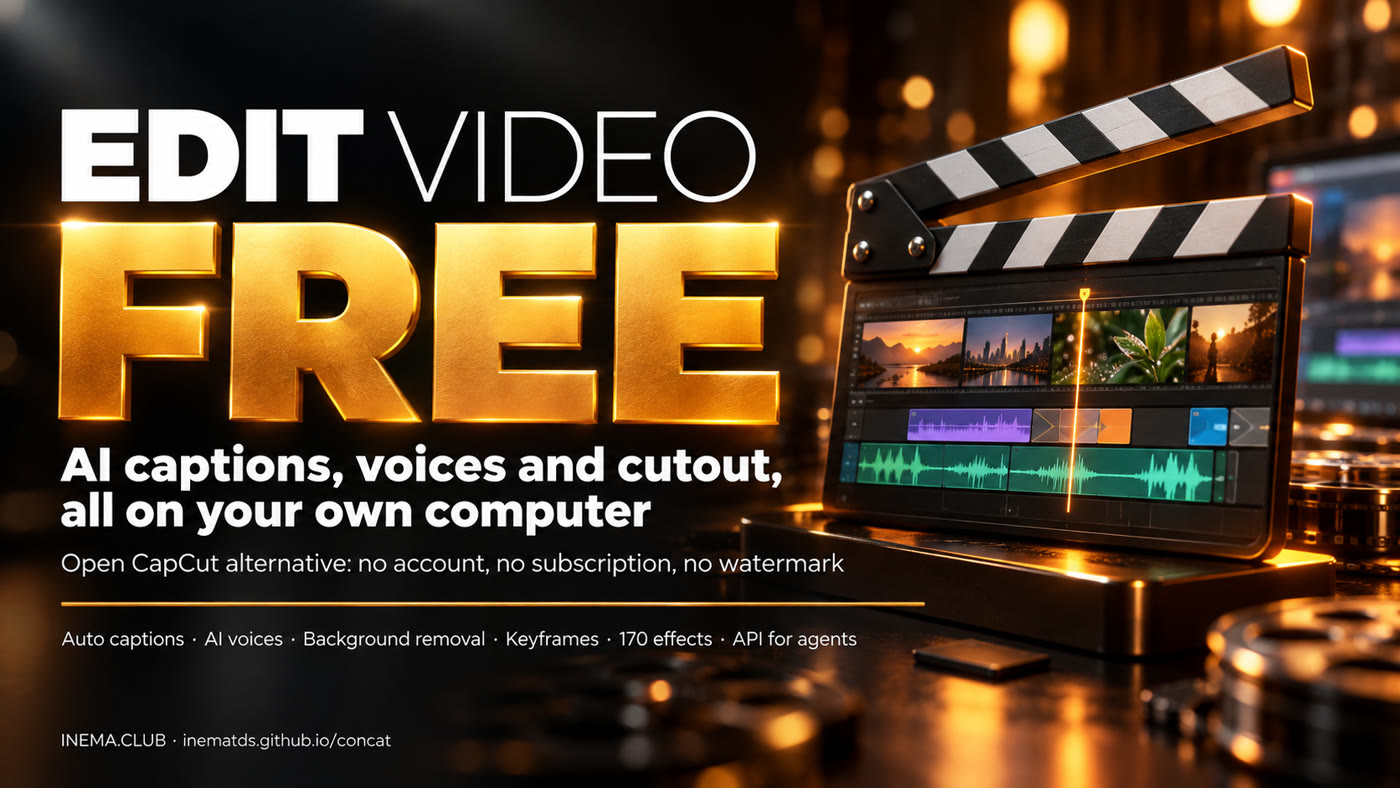 EDIT VIDEO
FREE
AI captions, voices and cutout,
all on your own computer
Open CapCut alternative: no account, no subscription, no watermark
Auto captions · AI voices · Background removal · Keyframes · 170 effects · API for agents
INEMA.CLUB · inematds.github.io/concat